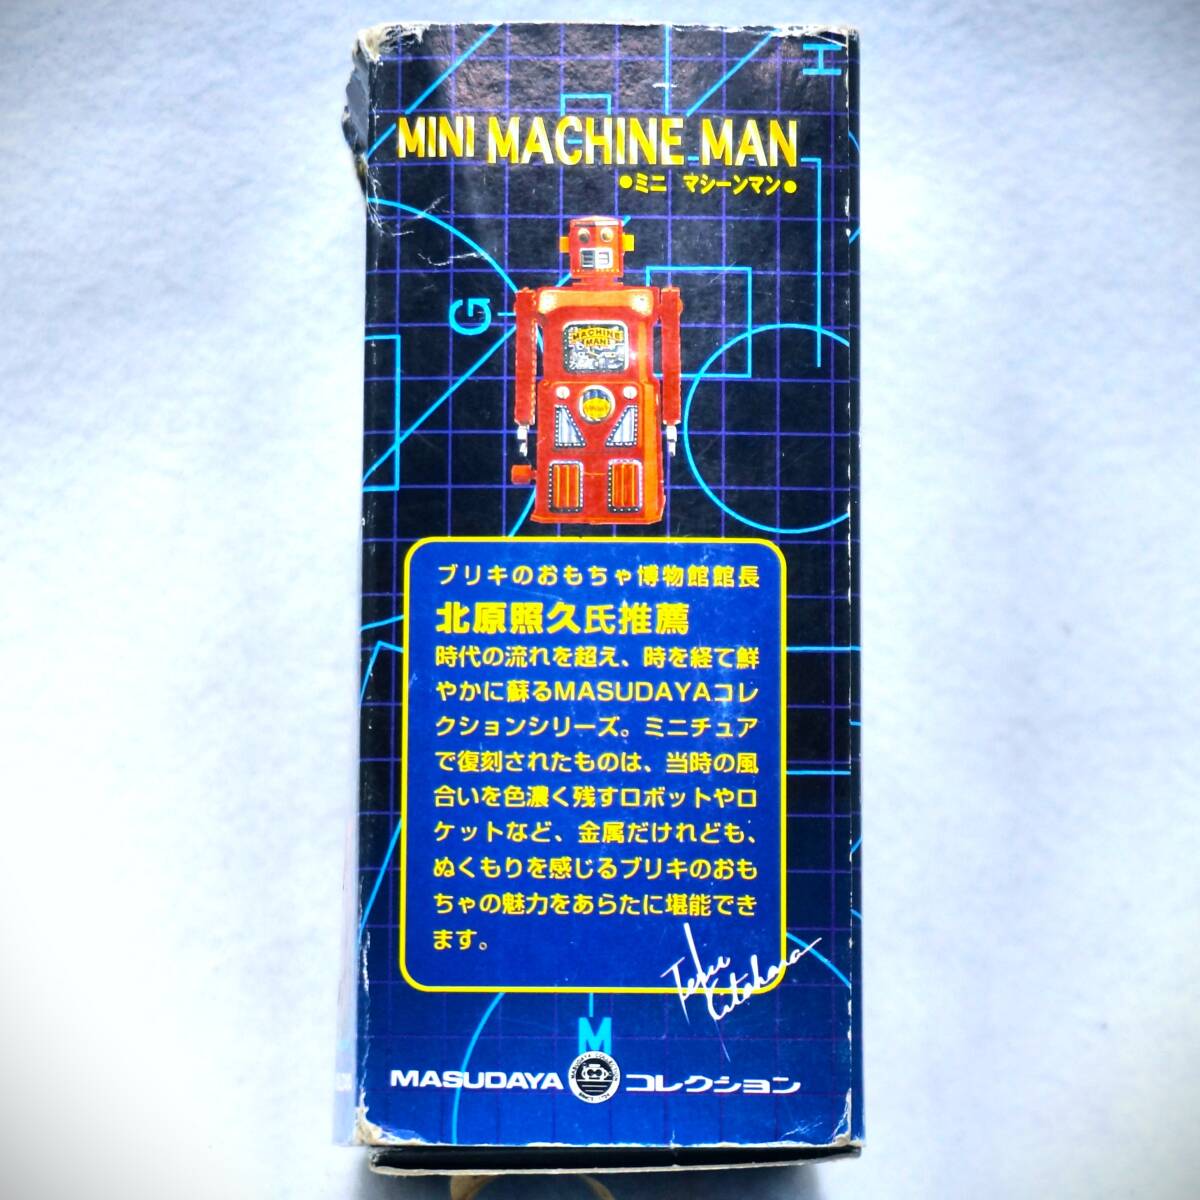 H
MINI MACHINE MAN
●ミニ マシーンマン●
G
MACHINE
MAN
ブリキのおもちゃ博物館館長
北原照久氏推薦
時代の流れを超え、時を経て鮮
やかに蘇るMASUDAYAコレ
クションシリーズ。ミニチュア
で復刻されたものは、当時の風
合いを色濃く残すロボットやロ
ケットなど、金属だけれども、
ぬくもりを感じるブリキのおも
ちゃの魅力をあらたに堪能でき
ます。
Teru
Kitahara
M
MASUDAYA コレクション